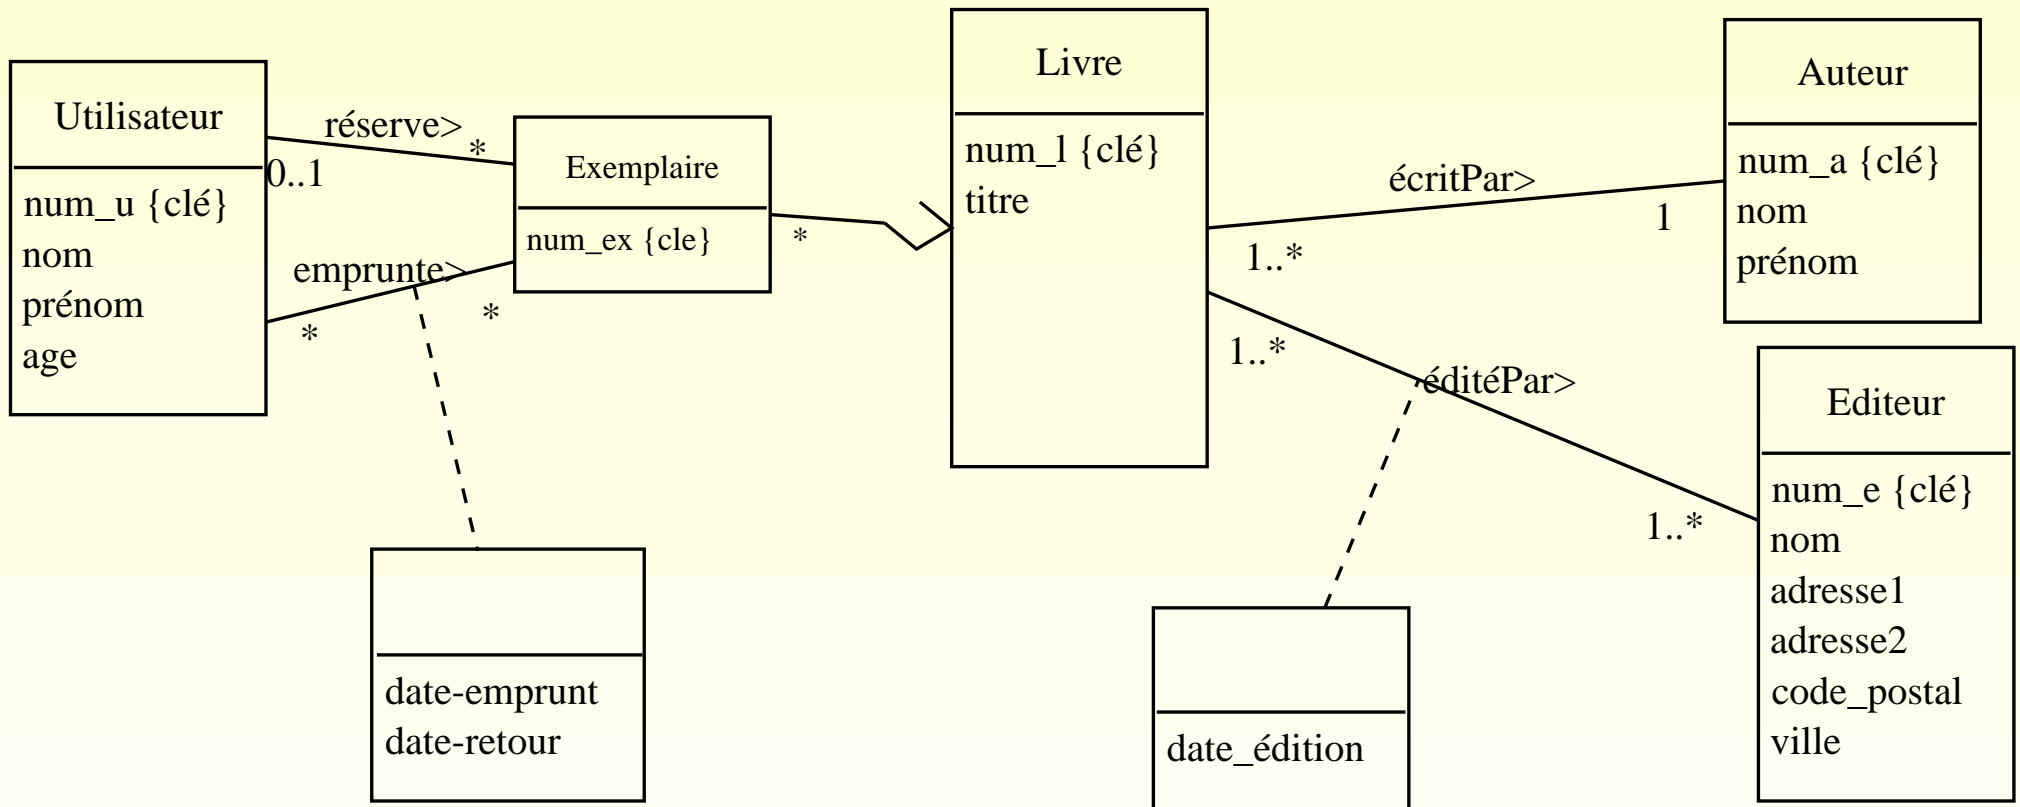 Utilisateur
num_u {clé}
nom
prénom
age
réserve>
0..1
*
emprunte>
*
*
Exemplaire
num_ex {cle}
*
date-emprunt
date-retour
Livre
num_l {clé}
titre
écritPar>
1..*
1
1..*
éditéPar>
1..*
date_édition
Auteur
num_a {clé}
nom
prénom
Editeur
num_e {clé}
nom
adresse1
adresse2
code_postal
ville